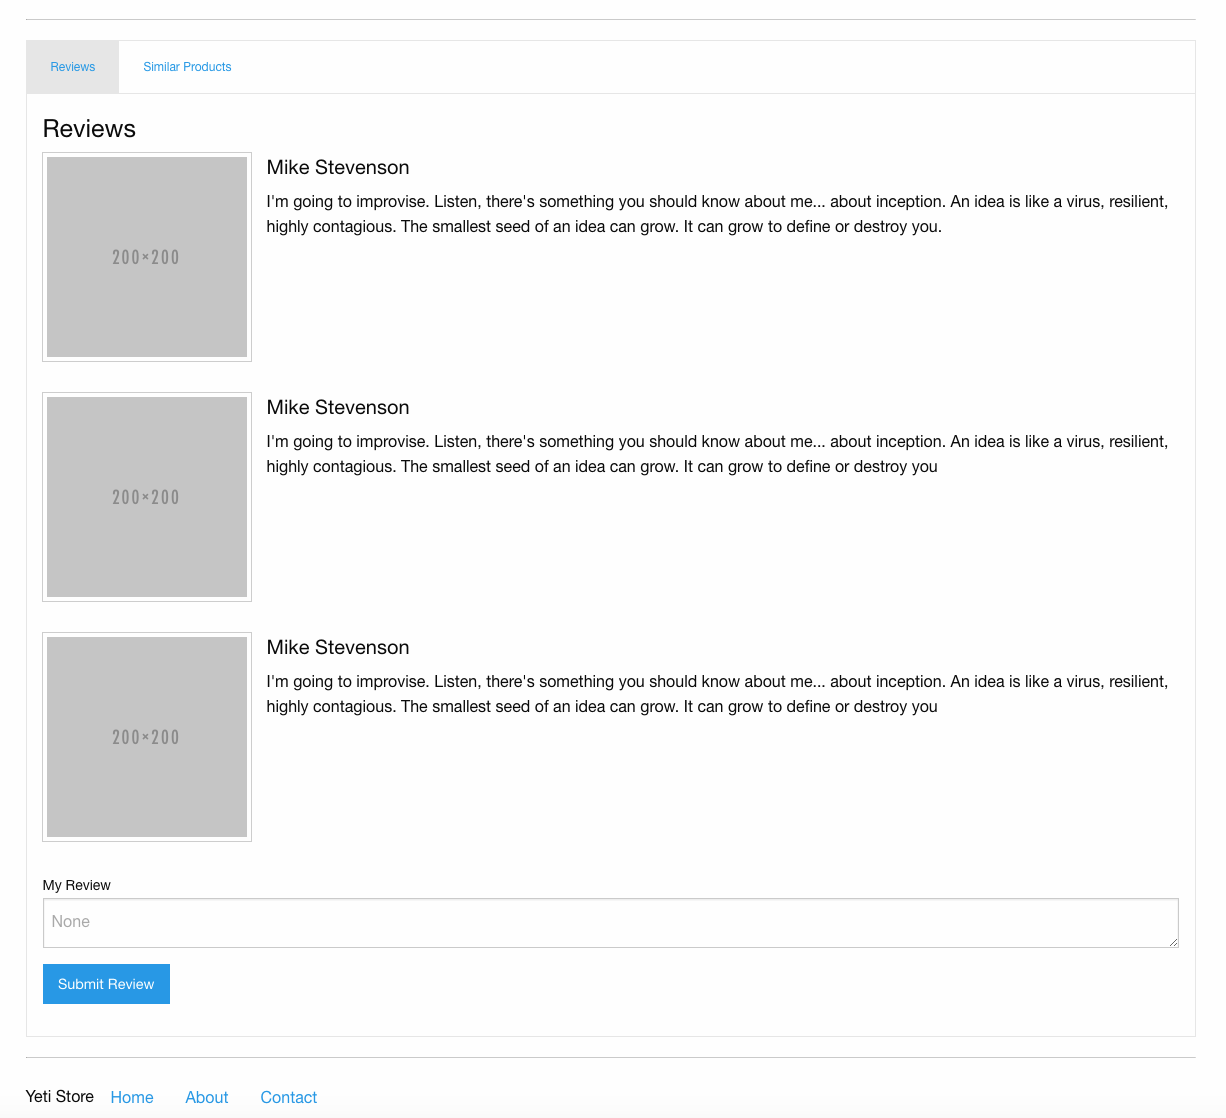 Reviews
Similar Products
Reviews
200×200
Mike Stevenson
I'm going to improvise. Listen, there's something you should know about me... about inception. An idea is like a virus, resilient,
highly contagious. The smallest seed of an idea can grow. It can grow to define or destroy you.
200×200
Mike Stevenson
I'm going to improvise. Listen, there's something you should know about me... about inception. An idea is like a virus, resilient,
highly contagious. The smallest seed of an idea can grow. It can grow to define or destroy you
200×200
Mike Stevenson
I'm going to improvise. Listen, there's something you should know about me... about inception. An idea is like a virus, resilient,
highly contagious. The smallest seed of an idea can grow. It can grow to define or destroy you
My Review
None
Submit Review
Yeti Store Home About Contact